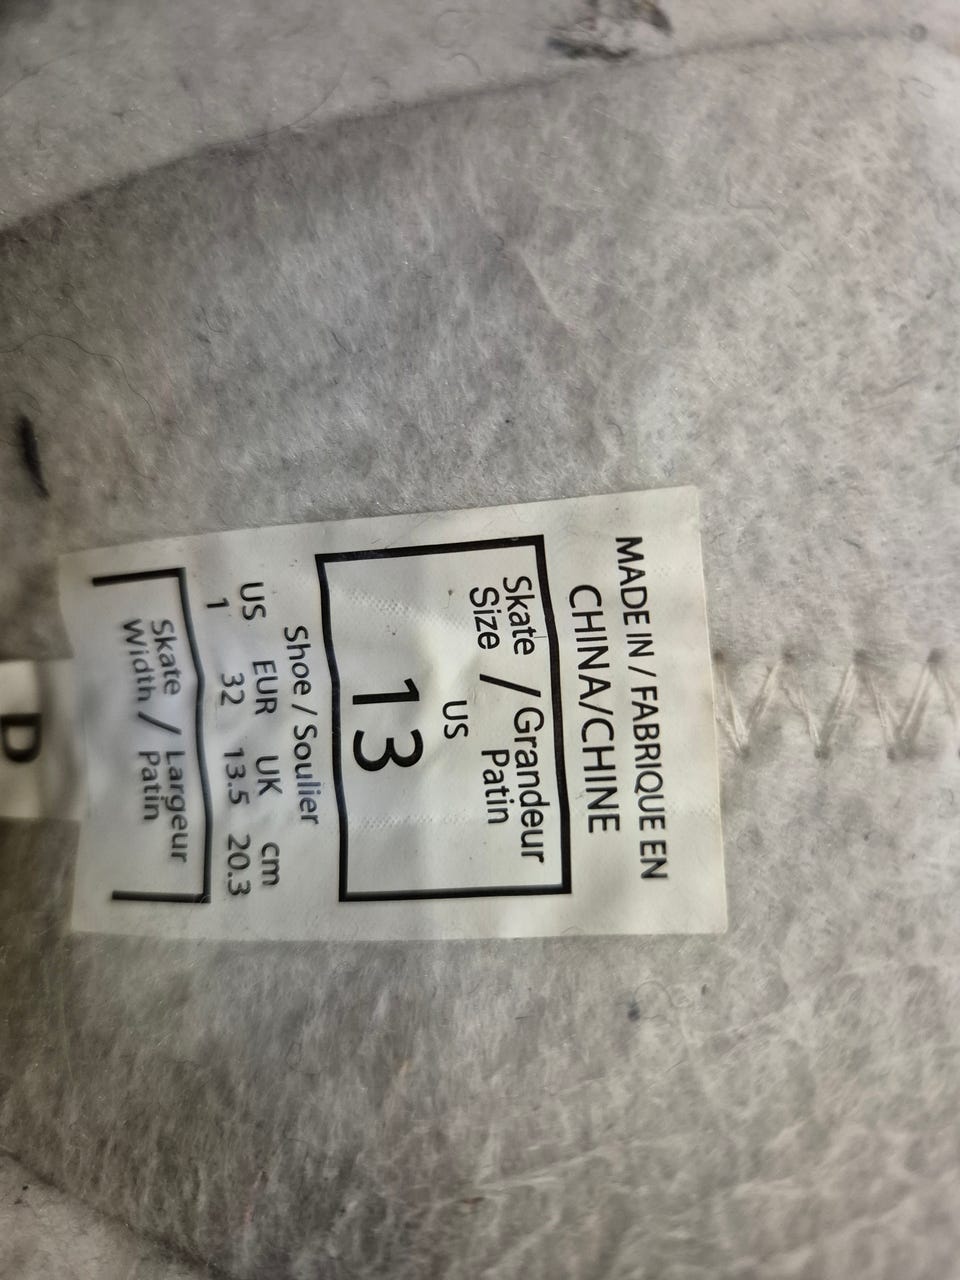 MADE IN / FABRIQUE EN
CHINA/CHINE
Skate Size / Grandeur Patin
US
13
Shoe / Soulier
US EUR UK cm
1 32 13.5 20.3
Skate Width / Largeur Patin
D